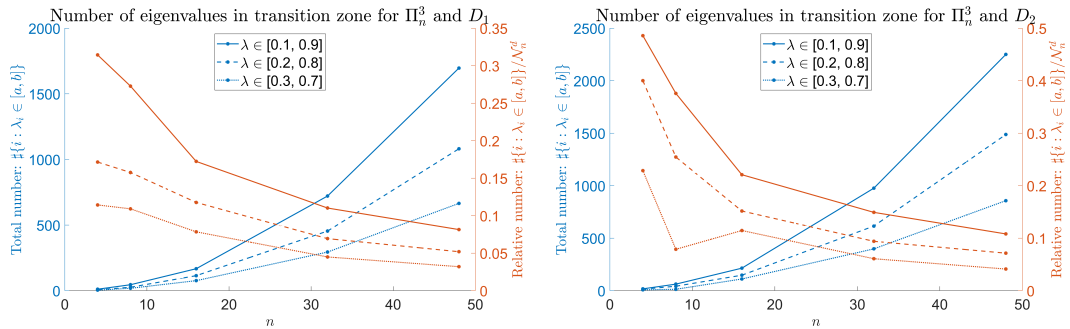 Number of eigenvalues in transition zone for Π³ₙ and D₁
2000
1500
1000
500
0
Total number: ♯{i : λᵢ ∈ [a, b]}
λ ∈ [0.1, 0.9]
λ ∈ [0.2, 0.8]
λ ∈ [0.3, 0.7]
0.35
0.3
0.25
0.2
0.15
0.1
0.05
0
Relative number: ♯{i : λᵢ ∈ [a, b]}/𝒩ₙᵈ
0 10 20 30 40 50
n
Number of eigenvalues in transition zone for Π³ₙ and D₂
2500
2000
1500
1000
500
0
Total number: ♯{i : λᵢ ∈ [a, b]}
λ ∈ [0.1, 0.9]
λ ∈ [0.2, 0.8]
λ ∈ [0.3, 0.7]
0.5
0.4
0.3
0.2
0.1
0
Relative number: ♯{i : λᵢ ∈ [a, b]}/𝒩ₙᵈ
0 10 20 30 40 50
n